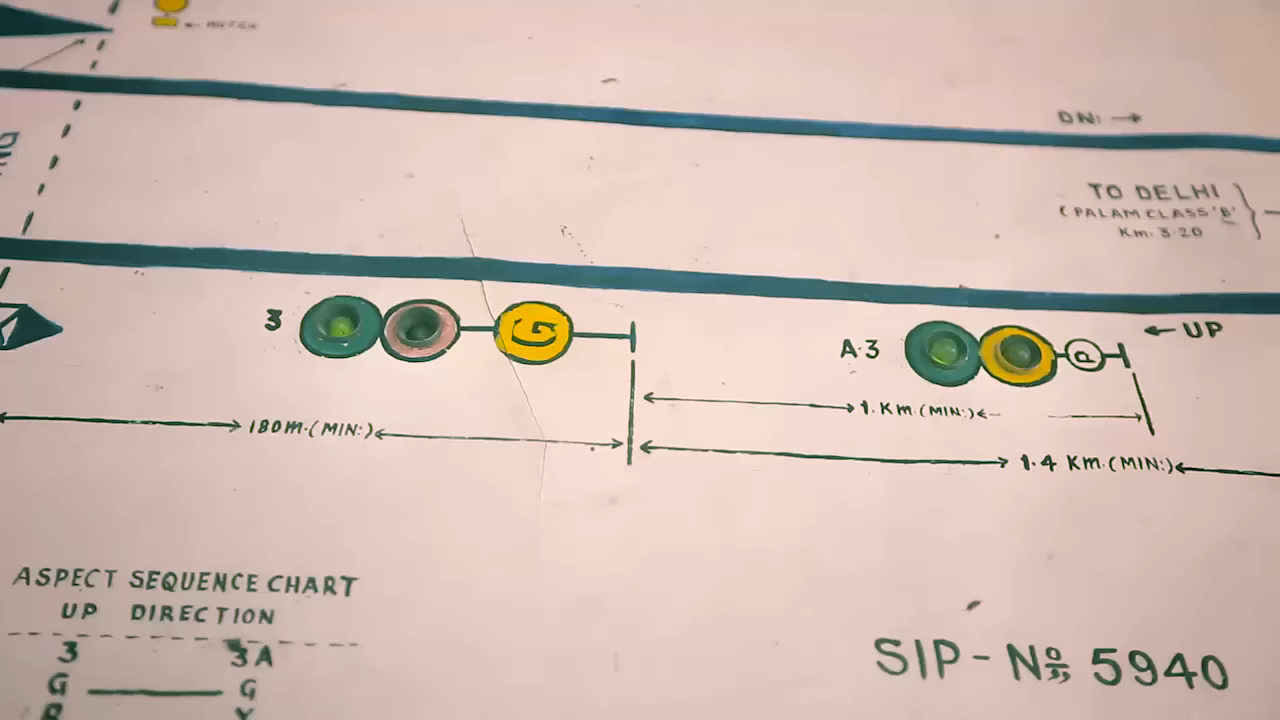 DN: →
TO DELHI
(PALAM CLASS 'B'
Km: 3·20
3
G
A·3
a
← UP
180 M·(MIN:)
1·KM·(MIN:)
1·4 KM·(MIN:)
ASPECT SEQUENCE CHART
UP DIRECTION
3 3A
G G
SIP - No 5940